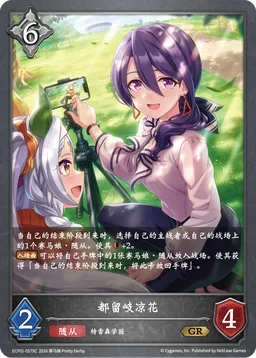 6
当自己的结束阶段到来时，选择自己的主战者或自己的战场上
的1个赛马娘·随从。使其+2。
入场曲 可以将自己手牌中的1张赛马娘·随从放入战场。使其获得
『当自己的结束阶段到来时，将此卡放回手牌』。
都留岐凉花
2
随从
特雷森学园
GR
4
© Cygames, Inc. Published by NetEase Games